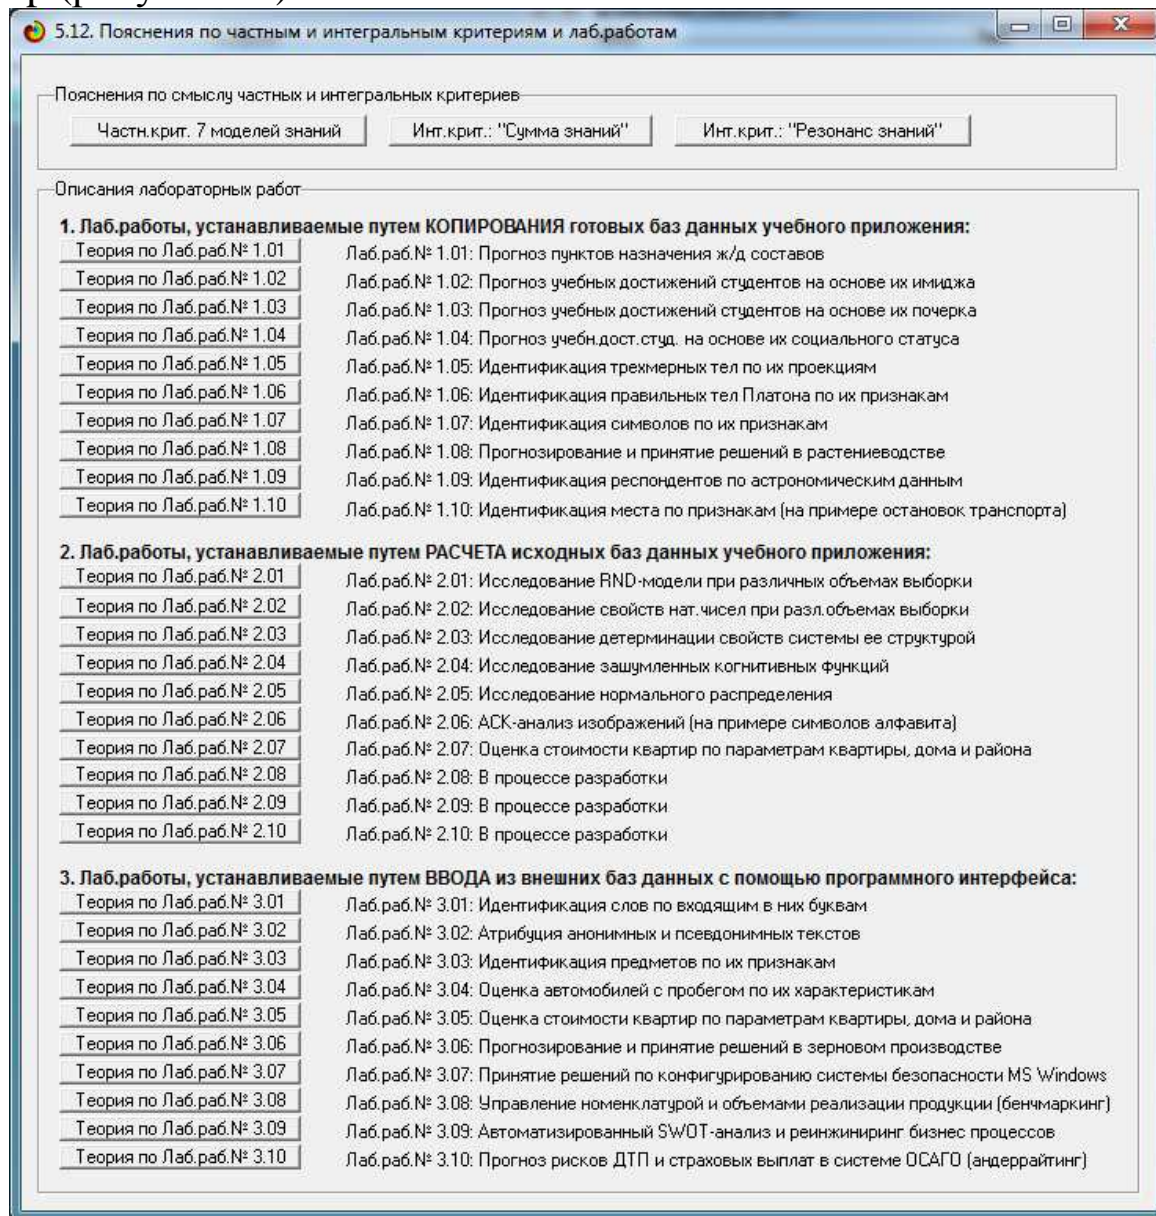 5.12. Пояснения по частным и интегральным критериям и лаб.работам
Пояснения по смыслу частных и интегральных критериев
Частн.крит. 7 моделей знаний Инт.крит.: "Сумма знаний" Инт.крит.: "Резонанс знаний"
Описания лабораторных работ
1. Лаб.работы, устанавливаемые путем КОПИРОВАНИЯ готовых баз данных учебного приложения:
Теория по Лаб.раб.№ 1.01 Лаб.раб.№ 1.01: Прогноз пунктов назначения ж/д составов
Теория по Лаб.раб.№ 1.02 Лаб.раб.№ 1.02: Прогноз учебных достижений студентов на основе их имиджа
Теория по Лаб.раб.№ 1.03 Лаб.раб.№ 1.03: Прогноз учебных достижений студентов на основе их почерка
Теория по Лаб.раб.№ 1.04 Лаб.раб.№ 1.04: Прогноз учебн.дост.студ. на основе их социального статуса
Теория по Лаб.раб.№ 1.05 Лаб.раб.№ 1.05: Идентификация трехмерных тел по их проекциям
Теория по Лаб.раб.№ 1.06 Лаб.раб.№ 1.06: Идентификация правильных тел Платона по их признакам
Теория по Лаб.раб.№ 1.07 Лаб.раб.№ 1.07: Идентификация символов по их признакам
Теория по Лаб.раб.№ 1.08 Лаб.раб.№ 1.08: Прогнозирование и принятие решений в растениеводстве
Теория по Лаб.раб.№ 1.09 Лаб.раб.№ 1.09: Идентификация респондентов по астрономическим данным
Теория по Лаб.раб.№ 1.10 Лаб.раб.№ 1.10: Идентификация места по признакам (на примере остановок транспорта)
2. Лаб.работы, устанавливаемые путем РАСЧЕТА исходных баз данных учебного приложения:
Теория по Лаб.раб.№ 2.01 Лаб.раб.№ 2.01: Исследование RND-модели при различных объемах выборки
Теория по Лаб.раб.№ 2.02 Лаб.раб.№ 2.02: Исследование свойств нат.чисел при разл.объемах выборки
Теория по Лаб.раб.№ 2.03 Лаб.раб.№ 2.03: Исследование детерминации свойств системы ее структурой
Теория по Лаб.раб.№ 2.04 Лаб.раб.№ 2.04: Исследование зашумленных когнитивных функций
Теория по Лаб.раб.№ 2.05 Лаб.раб.№ 2.05: Исследование нормального распределения
Теория по Лаб.раб.№ 2.06 Лаб.раб.№ 2.06: АСК-анализ изображений (на примере символов алфавита)
Теория по Лаб.раб.№ 2.07 Лаб.раб.№ 2.07: Оценка стоимости квартир по параметрам квартиры, дома и района
Теория по Лаб.раб.№ 2.08 Лаб.раб.№ 2.08: В процессе разработки
Теория по Лаб.раб.№ 2.09 Лаб.раб.№ 2.09: В процессе разработки
Теория по Лаб.раб.№ 2.10 Лаб.раб.№ 2.10: В процессе разработки
3. Лаб.работы, устанавливаемые путем ВВОДА из внешних баз данных с помощью программного интерфейса:
Теория по Лаб.раб.№ 3.01 Лаб.раб.№ 3.01: Идентификация слов по входящим в них буквам
Теория по Лаб.раб.№ 3.02 Лаб.раб.№ 3.02: Атрибуция анонимных и псевдонимных текстов
Теория по Лаб.раб.№ 3.03 Лаб.раб.№ 3.03: Идентификация предметов по их признакам
Теория по Лаб.раб.№ 3.04 Лаб.раб.№ 3.04: Оценка автомобилей с пробегом по их характеристикам
Теория по Лаб.раб.№ 3.05 Лаб.раб.№ 3.05: Оценка стоимости квартир по параметрам квартиры, дома и района
Теория по Лаб.раб.№ 3.06 Лаб.раб.№ 3.06: Прогнозирование и принятие решений в зерновом производстве
Теория по Лаб.раб.№ 3.07 Лаб.раб.№ 3.07: Принятие решений по конфигурированию системы безопасности MS Windows
Теория по Лаб.раб.№ 3.08 Лаб.раб.№ 3.08: Управление номенклатурой и объемами реализации продукции (бенчмаркинг)
Теория по Лаб.раб.№ 3.09 Лаб.раб.№ 3.09: Автоматизированный SWOT-анализ и реинжиниринг бизнес процессов
Теория по Лаб.раб.№ 3.10 Лаб.раб.№ 3.10: Прогноз рисков ДТП и страховых выплат в системе ОСАГО (андеррайтинг)